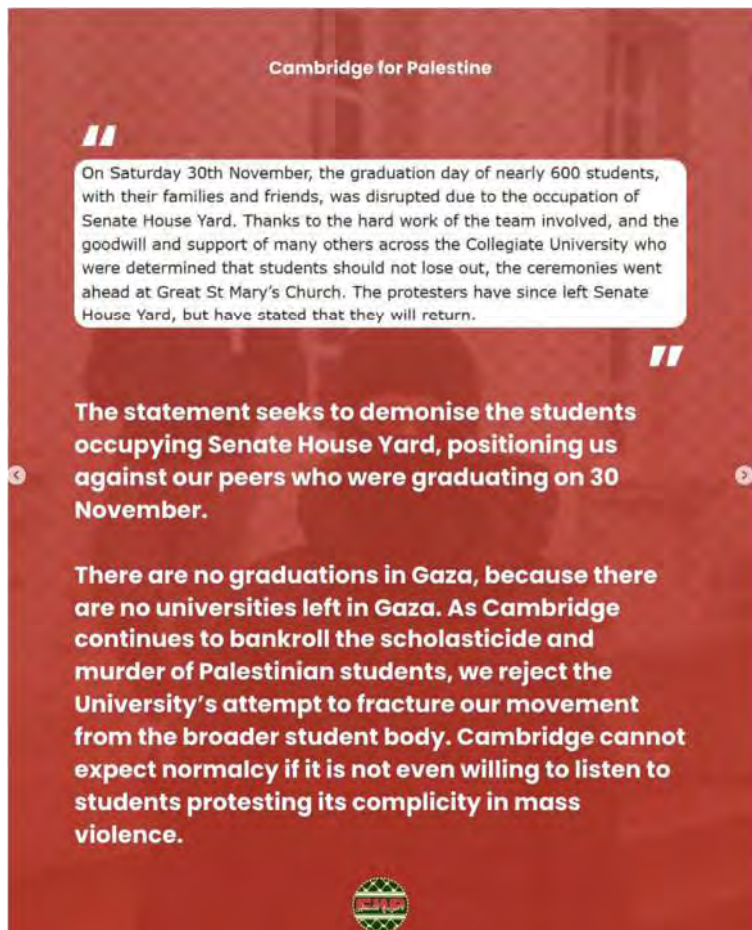 Cambridge for Palestine
"
On Saturday 30th November, the graduation day of nearly 600 students,
with their families and friends, was disrupted due to the occupation of
Senate House Yard. Thanks to the hard work of the team involved, and the
goodwill and support of many others across the Collegiate University who
were determined that students should not lose out, the ceremonies went
ahead at Great St Mary's Church. The protesters have since left Senate
House Yard, but have stated that they will return.
"
The statement seeks to demonise the students
occupying Senate House Yard, positioning us
against our peers who were graduating on 30
November.
There are no graduations in Gaza, because there
are no universities left in Gaza. As Cambridge
continues to bankroll the scholasticide and
murder of Palestinian students, we reject the
University's attempt to fracture our movement
from the broader student body. Cambridge cannot
expect normalcy if it is not even willing to listen to
students protesting its complicity in mass
violence.